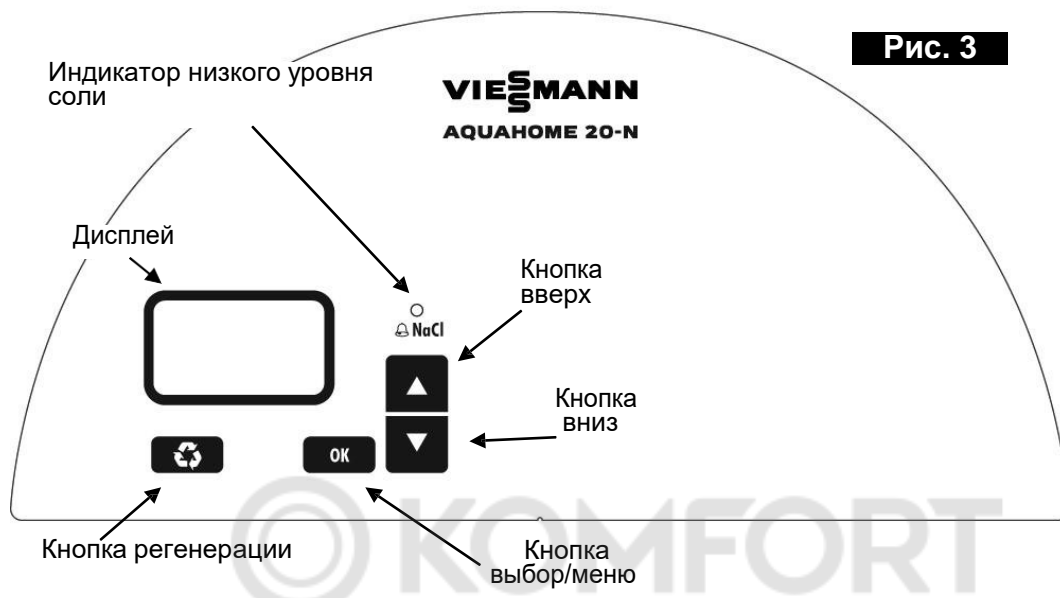 Рис. 3
Индикатор низкого уровня
соли
VIESSMANN
AQUAHOME 20-N
Дисплей
Кнопка
вверх
NaCl
Кнопка
вниз
OK
Кнопка регенерации
Кнопка
выбор/меню
KOMFORT